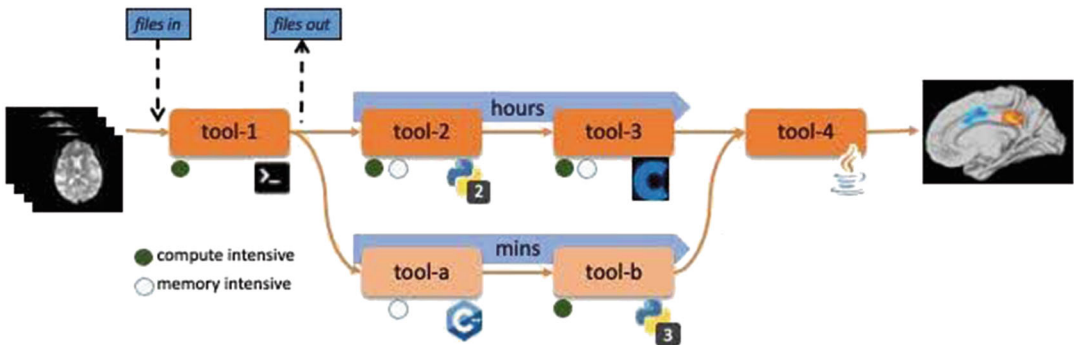 files in
files out
hours
tool-1
tool-2
tool-3
tool-4
>_
2
C
mins
compute intensive
memory intensive
tool-a
tool-b
C++
3